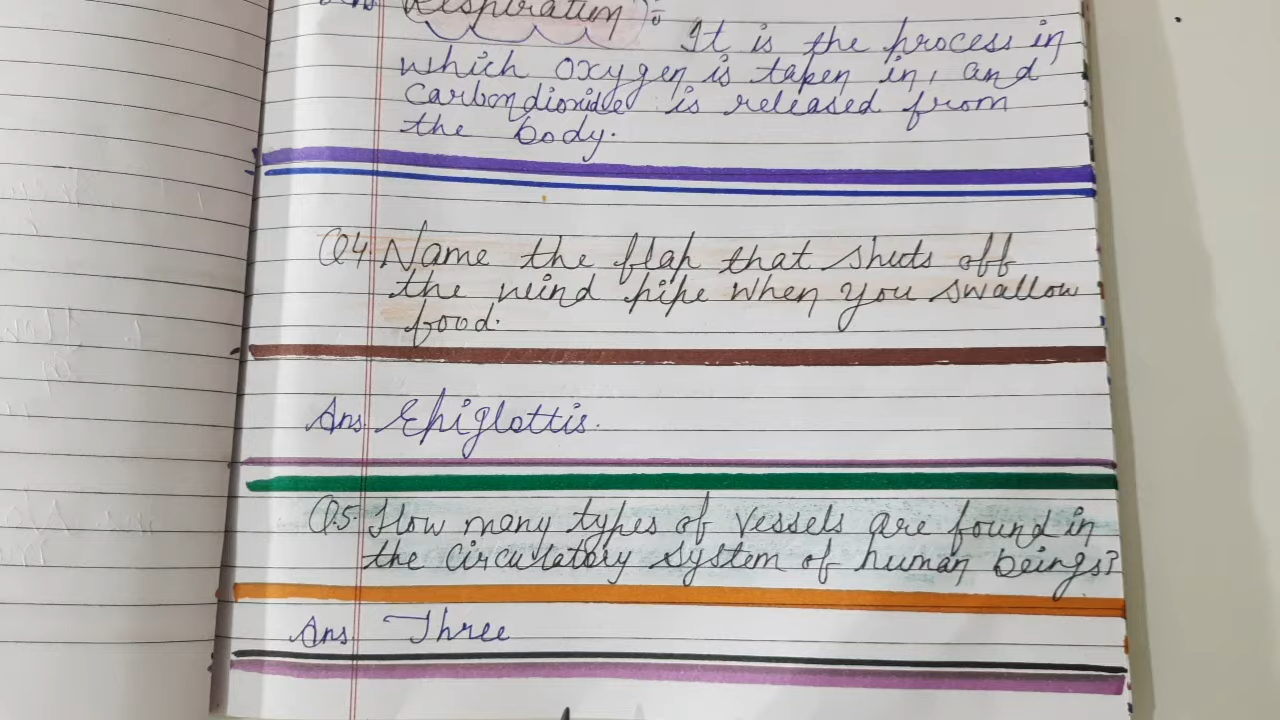 Ans Respiration :- It is the process in
which oxygen is taken in, and
carbondioxide is released from
the body.
Q4. Name the flap that shuts off
the wind pipe when you swallow
food.
Ans. Epiglottis.
Q.5 How many types of vessels are found in
the circulatory system of human beings?
Ans. Three